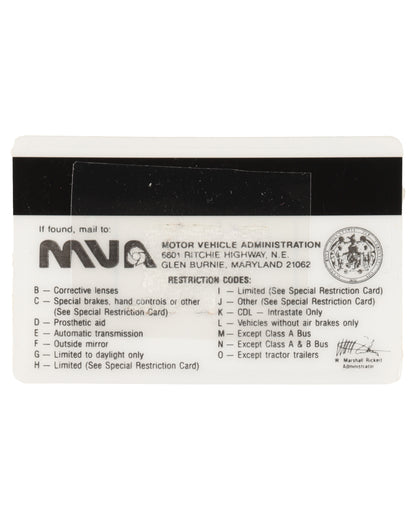 If found, mail to:
MVA
MOTOR VEHICLE ADMINISTRATION
6601 RITCHIE HIGHWAY, N.E.
GLEN BURNIE, MARYLAND 21062
RESTRICTION CODES:
B – Corrective lenses
C – Special brakes, hand controls or other
(See Special Restriction Card)
D – Prosthetic aid
E – Automatic transmission
F – Outside mirror
G – Limited to daylight only
H – Limited (See Special Restriction Card)
I – Limited (See Special Restriction Card)
J – Other (See Special Restriction Card)
K – CDL - Intrastate Only
L – Vehicles without air brakes only
M – Except Class A Bus
N – Except Class A & B Bus
O – Except tractor trailers
W. Marshall Rickert
Administrator